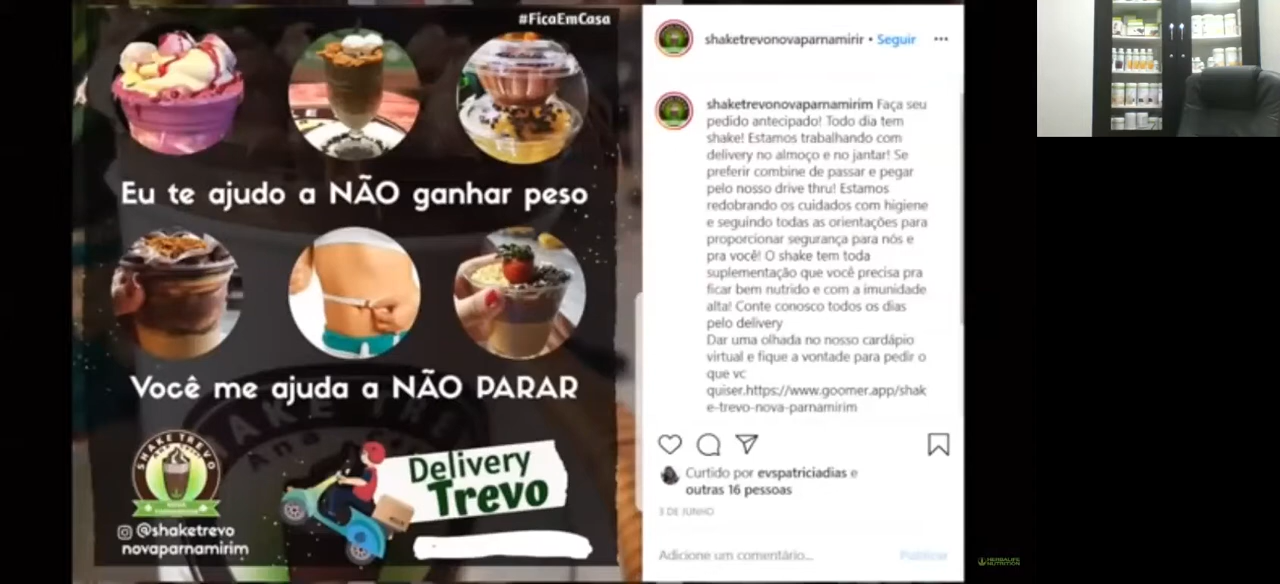 #FicaEmCasa
Eu te ajudo a NÃO ganhar peso
Você me ajuda a NÃO PARAR
SHAKE TREVO
Delivery
Trevo
@shaketrevo
novaparnamirim
shaketrevonovaparnamirir • Seguir
shaketrevonovaparnamirim Faça seu
pedido antecipado! Todo dia tem
shake! Estamos trabalhando com
delivery no almoço e no jantar! Se
preferir combine de passar e pegar
pelo nosso drive thru! Estamos
redobrando os cuidados com higiene
e seguindo todas as orientações para
proporcionar segurança para nós e
pra você! O shake tem toda
suplementação que você precisa pra
ficar bem nutrido e com a imunidade
alta! Conte conosco todos os dias
pelo delivery
Dar uma olhada no nosso cardápio
virtual e fique a vontade para pedir o
que vc
quiser.https://www.goomer.app/shak
e-trevo-nova-parnamirim
Curtido por evspatriciadias e
outras 16 pessoas
3 DE JUNHO
Adicione um comentário...
Publicar
HERBALIFE
NUTRITION